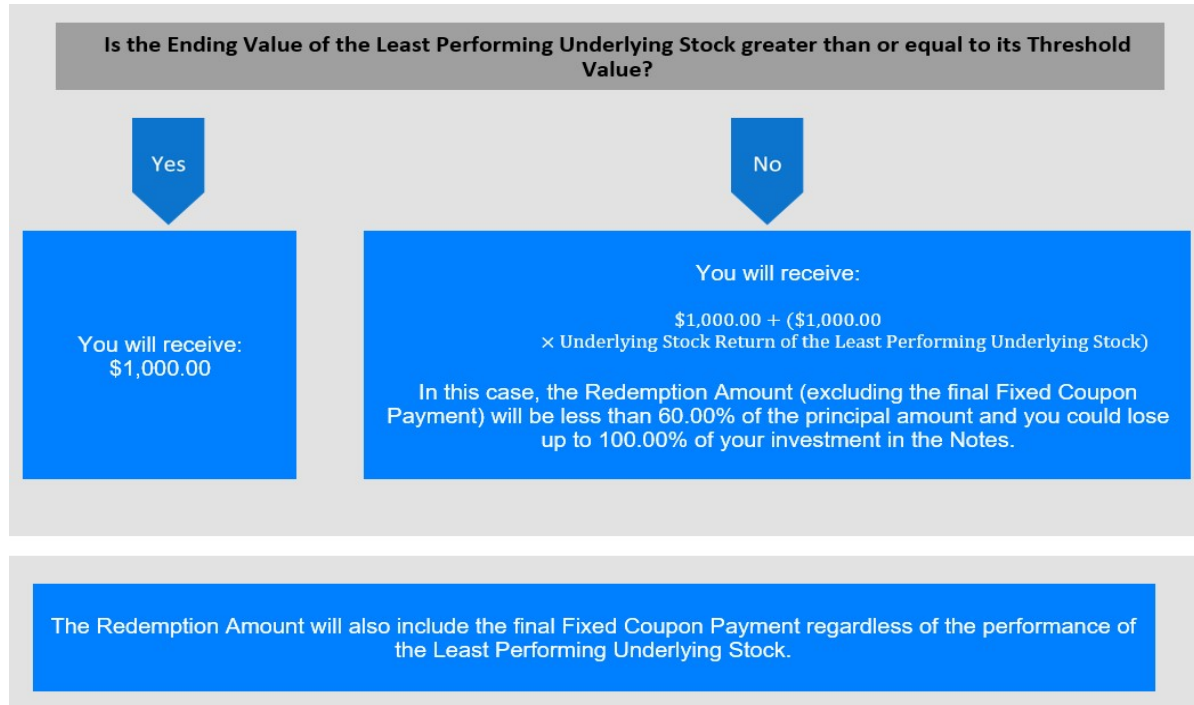 Is the Ending Value of the Least Performing Underlying Stock greater than or equal to its Threshold
Value?
Yes
No
You will receive:
$1,000.00
You will receive:
$1,000.00 + ($1,000.00
× Underlying Stock Return of the Least Performing Underlying Stock)
In this case, the Redemption Amount (excluding the final Fixed Coupon
Payment) will be less than 60.00% of the principal amount and you could lose
up to 100.00% of your investment in the Notes.
The Redemption Amount will also include the final Fixed Coupon Payment regardless of the performance of
the Least Performing Underlying Stock.